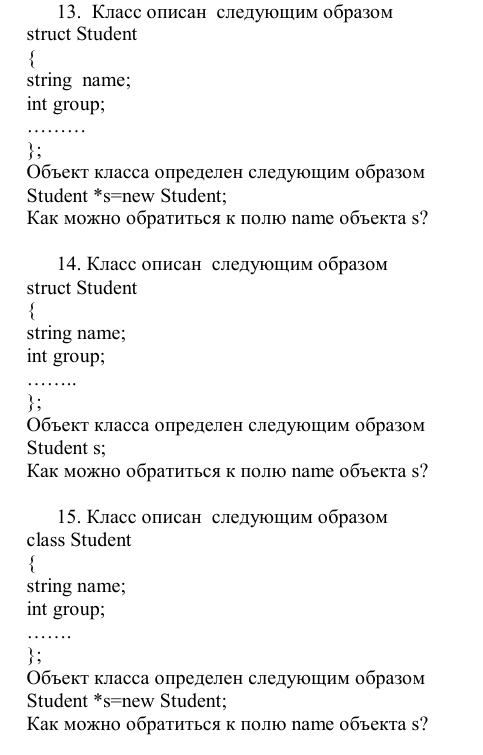 13. Класс описан следующим образом
struct Student
{
string name;
int group;
………
};
Объект класса определен следующим образом
Student *s=new Student;
Как можно обратиться к полю name объекта s?
14. Класс описан следующим образом
struct Student
{
string name;
int group;
……..
};
Объект класса определен следующим образом
Student s;
Как можно обратиться к полю name объекта s?
15. Класс описан следующим образом
class Student
{
string name;
int group;
…….
};
Объект класса определен следующим образом
Student *s=new Student;
Как можно обратиться к полю name объекта s?